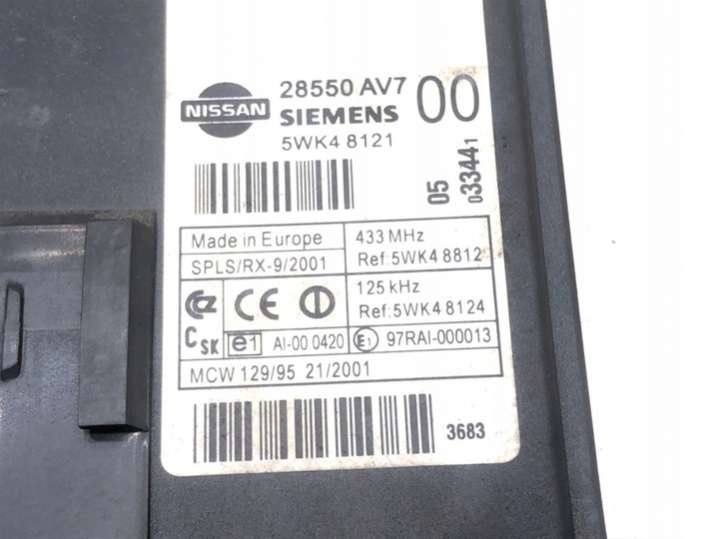 NISSAN
28550 AV7 00
SIEMENS
5WK4 8121
05
033441
Made in Europe
433 MHz
SPLS/RX-9/2001
Ref:5WK4 8812
125 kHz
Ref:5WK4 8124
CE
CSK
e1
AI-00 0420
E1
97RAI-000013
MCW 129/95 21/2001
3683